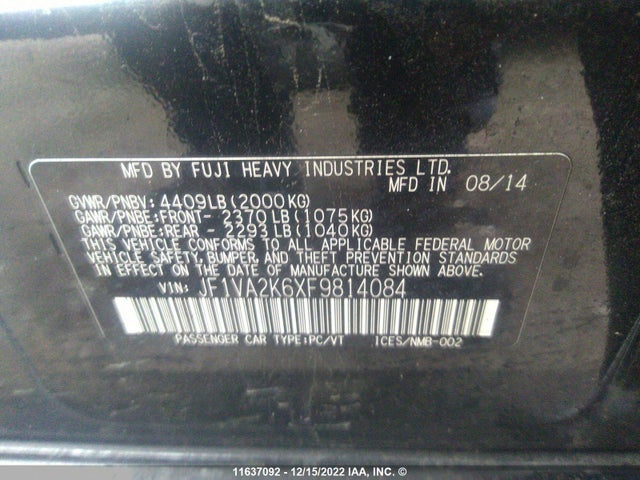 MFD BY FUJI HEAVY INDUSTRIES LTD.
MFD IN 08/14
GVWR/PNBV: 4409LB (2000KG)
GAWR/PNBE:FRONT- 2370LB (1075KG)
GAWR/PNBE:REAR - 2293LB (1040KG)
THIS VEHICLE CONFORMS TO ALL APPLICABLE FEDERAL MOTOR
VEHICLE SAFETY, BUMPER, AND THEFT PREVENTION STANDARDS
IN EFFECT ON THE DATE OF MANUFACTURE SHOWN ABOVE.
VIN: JF1VA2K6XF9814084
PASSENGER CAR TYPE:PC/VT ICES/NMB-002
11637092 - 12/15/2022 IAA, INC. ©